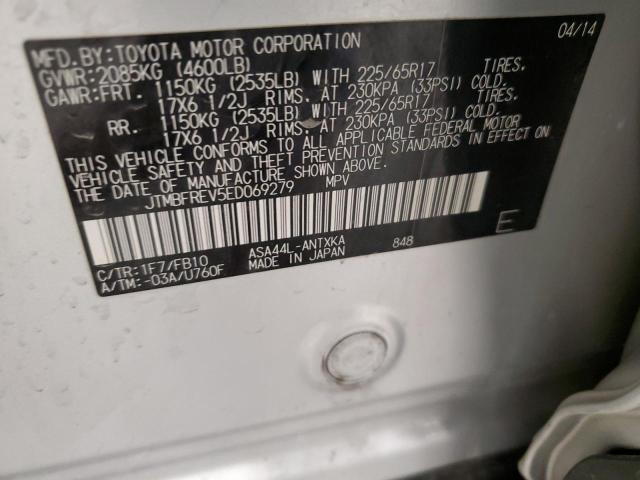 MFD.BY:TOYOTA MOTOR CORPORATION 04/14
GVWR:2085KG (4600LB)
GAWR:FRT. 1150KG (2535LB) WITH 225/65R17 TIRES.
17X6 1/2J RIMS. AT 230KPA (33PSI) COLD.
RR. 1150KG (2535LB) WITH 225/65R17 TIRES.
17X6 1/2J RIMS. AT 230KPA (33PSI) COLD.
THIS VEHICLE CONFORMS TO ALL APPLICABLE FEDERAL MOTOR
VEHICLE SAFETY AND THEFT PREVENTION STANDARDS IN EFFECT ON
THE DATE OF MANUFACTURE SHOWN ABOVE.
JTMBFREV5ED069279 MPV
C/TR:1F7/FB10 ASA44L-ANTXKA 848 E
A/TM:-03A/U760F MADE IN JAPAN